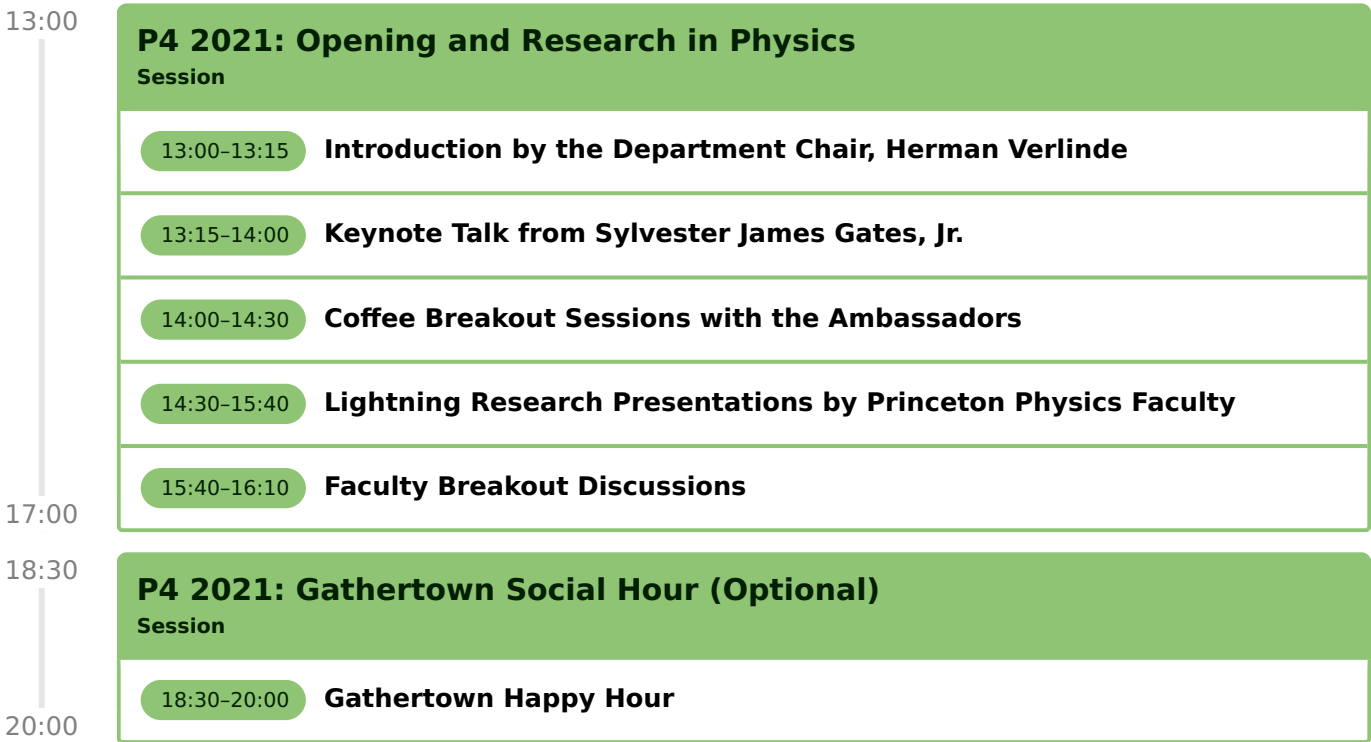 13:00
P4 2021: Opening and Research in Physics
Session
13:00–13:15 Introduction by the Department Chair, Herman Verlinde
13:15–14:00 Keynote Talk from Sylvester James Gates, Jr.
14:00–14:30 Coffee Breakout Sessions with the Ambassadors
14:30–15:40 Lightning Research Presentations by Princeton Physics Faculty
15:40–16:10 Faculty Breakout Discussions
17:00
18:30
P4 2021: Gathertown Social Hour (Optional)
Session
18:30–20:00 Gathertown Happy Hour
20:00